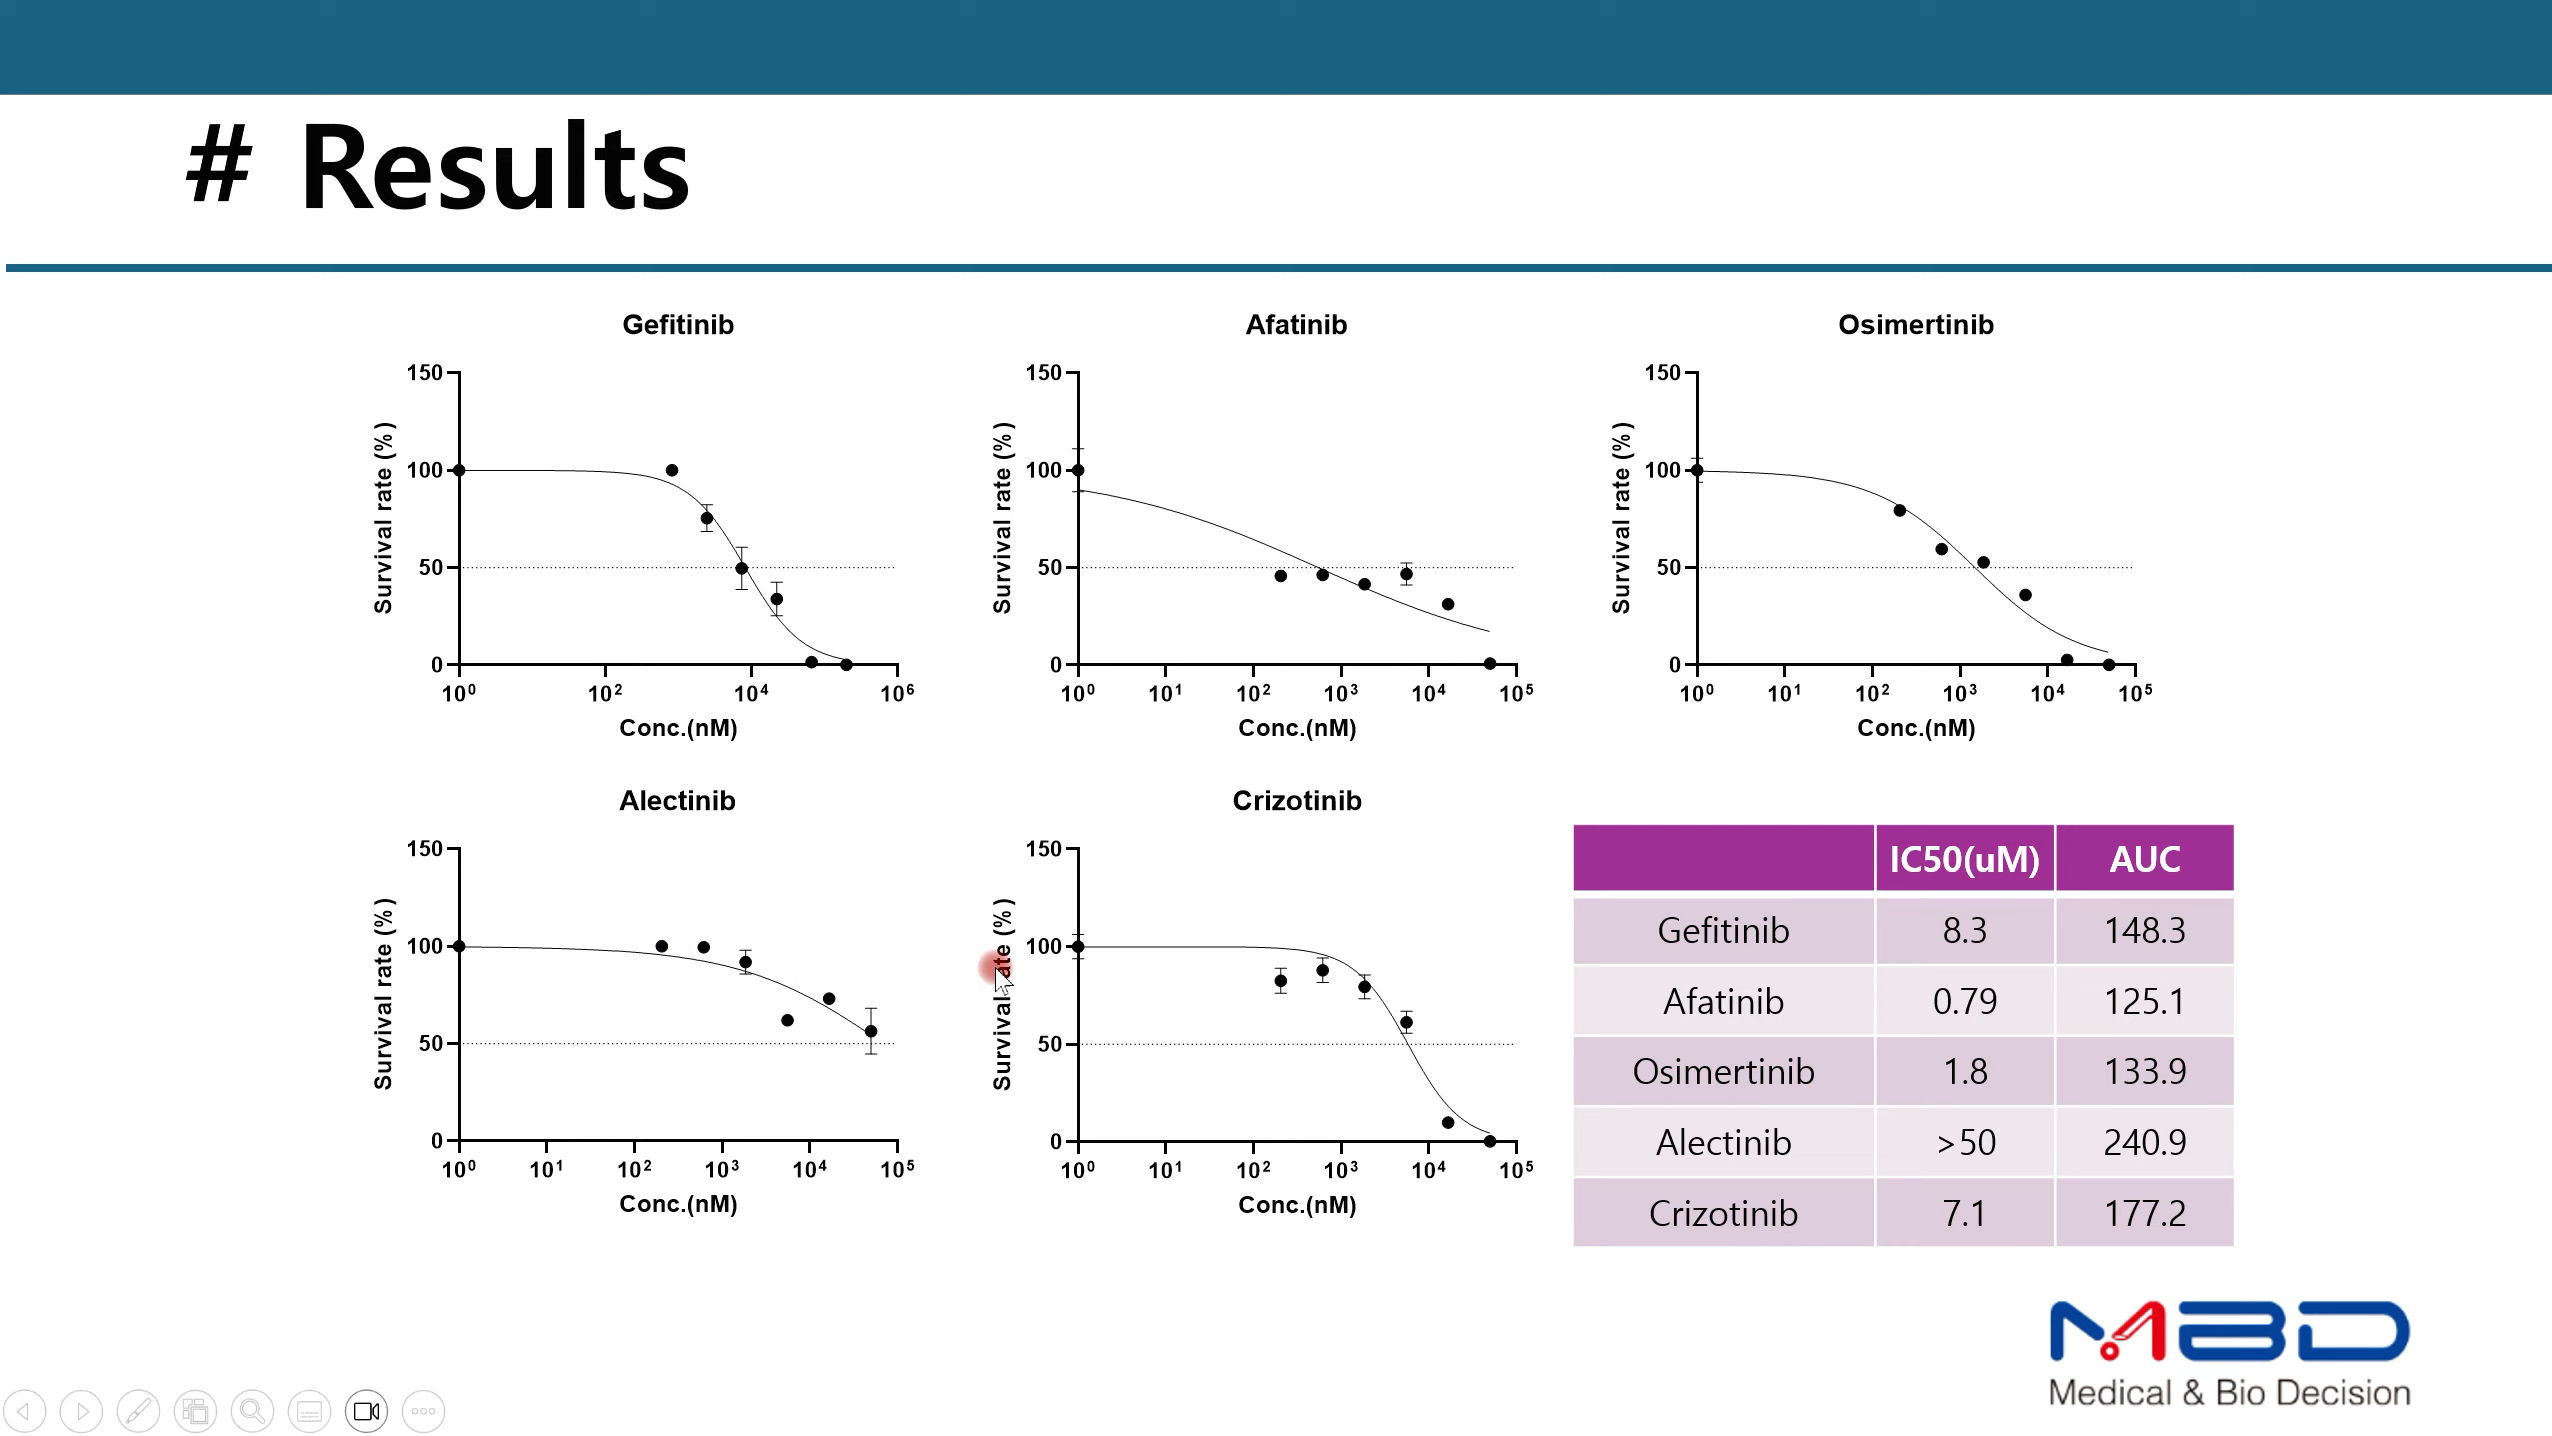 # Results
Gefitinib
Survival rate (%)
150
100
50
0
10⁰ 10² 10⁴ 10⁶
Conc.(nM)
Afatinib
Survival rate (%)
150
100
50
0
10⁰ 10¹ 10² 10³ 10⁴ 10⁵
Conc.(nM)
Osimertinib
Survival rate (%)
150
100
50
0
10⁰ 10¹ 10² 10³ 10⁴ 10⁵
Conc.(nM)
Alectinib
Survival rate (%)
150
100
50
0
10⁰ 10¹ 10² 10³ 10⁴ 10⁵
Conc.(nM)
Crizotinib
Survival rate (%)
150
100
50
0
10⁰ 10¹ 10² 10³ 10⁴ 10⁵
Conc.(nM)
IC50(uM) AUC
Gefitinib 8.3 148.3
Afatinib 0.79 125.1
Osimertinib 1.8 133.9
Alectinib >50 240.9
Crizotinib 7.1 177.2
MBD
Medical & Bio Decision